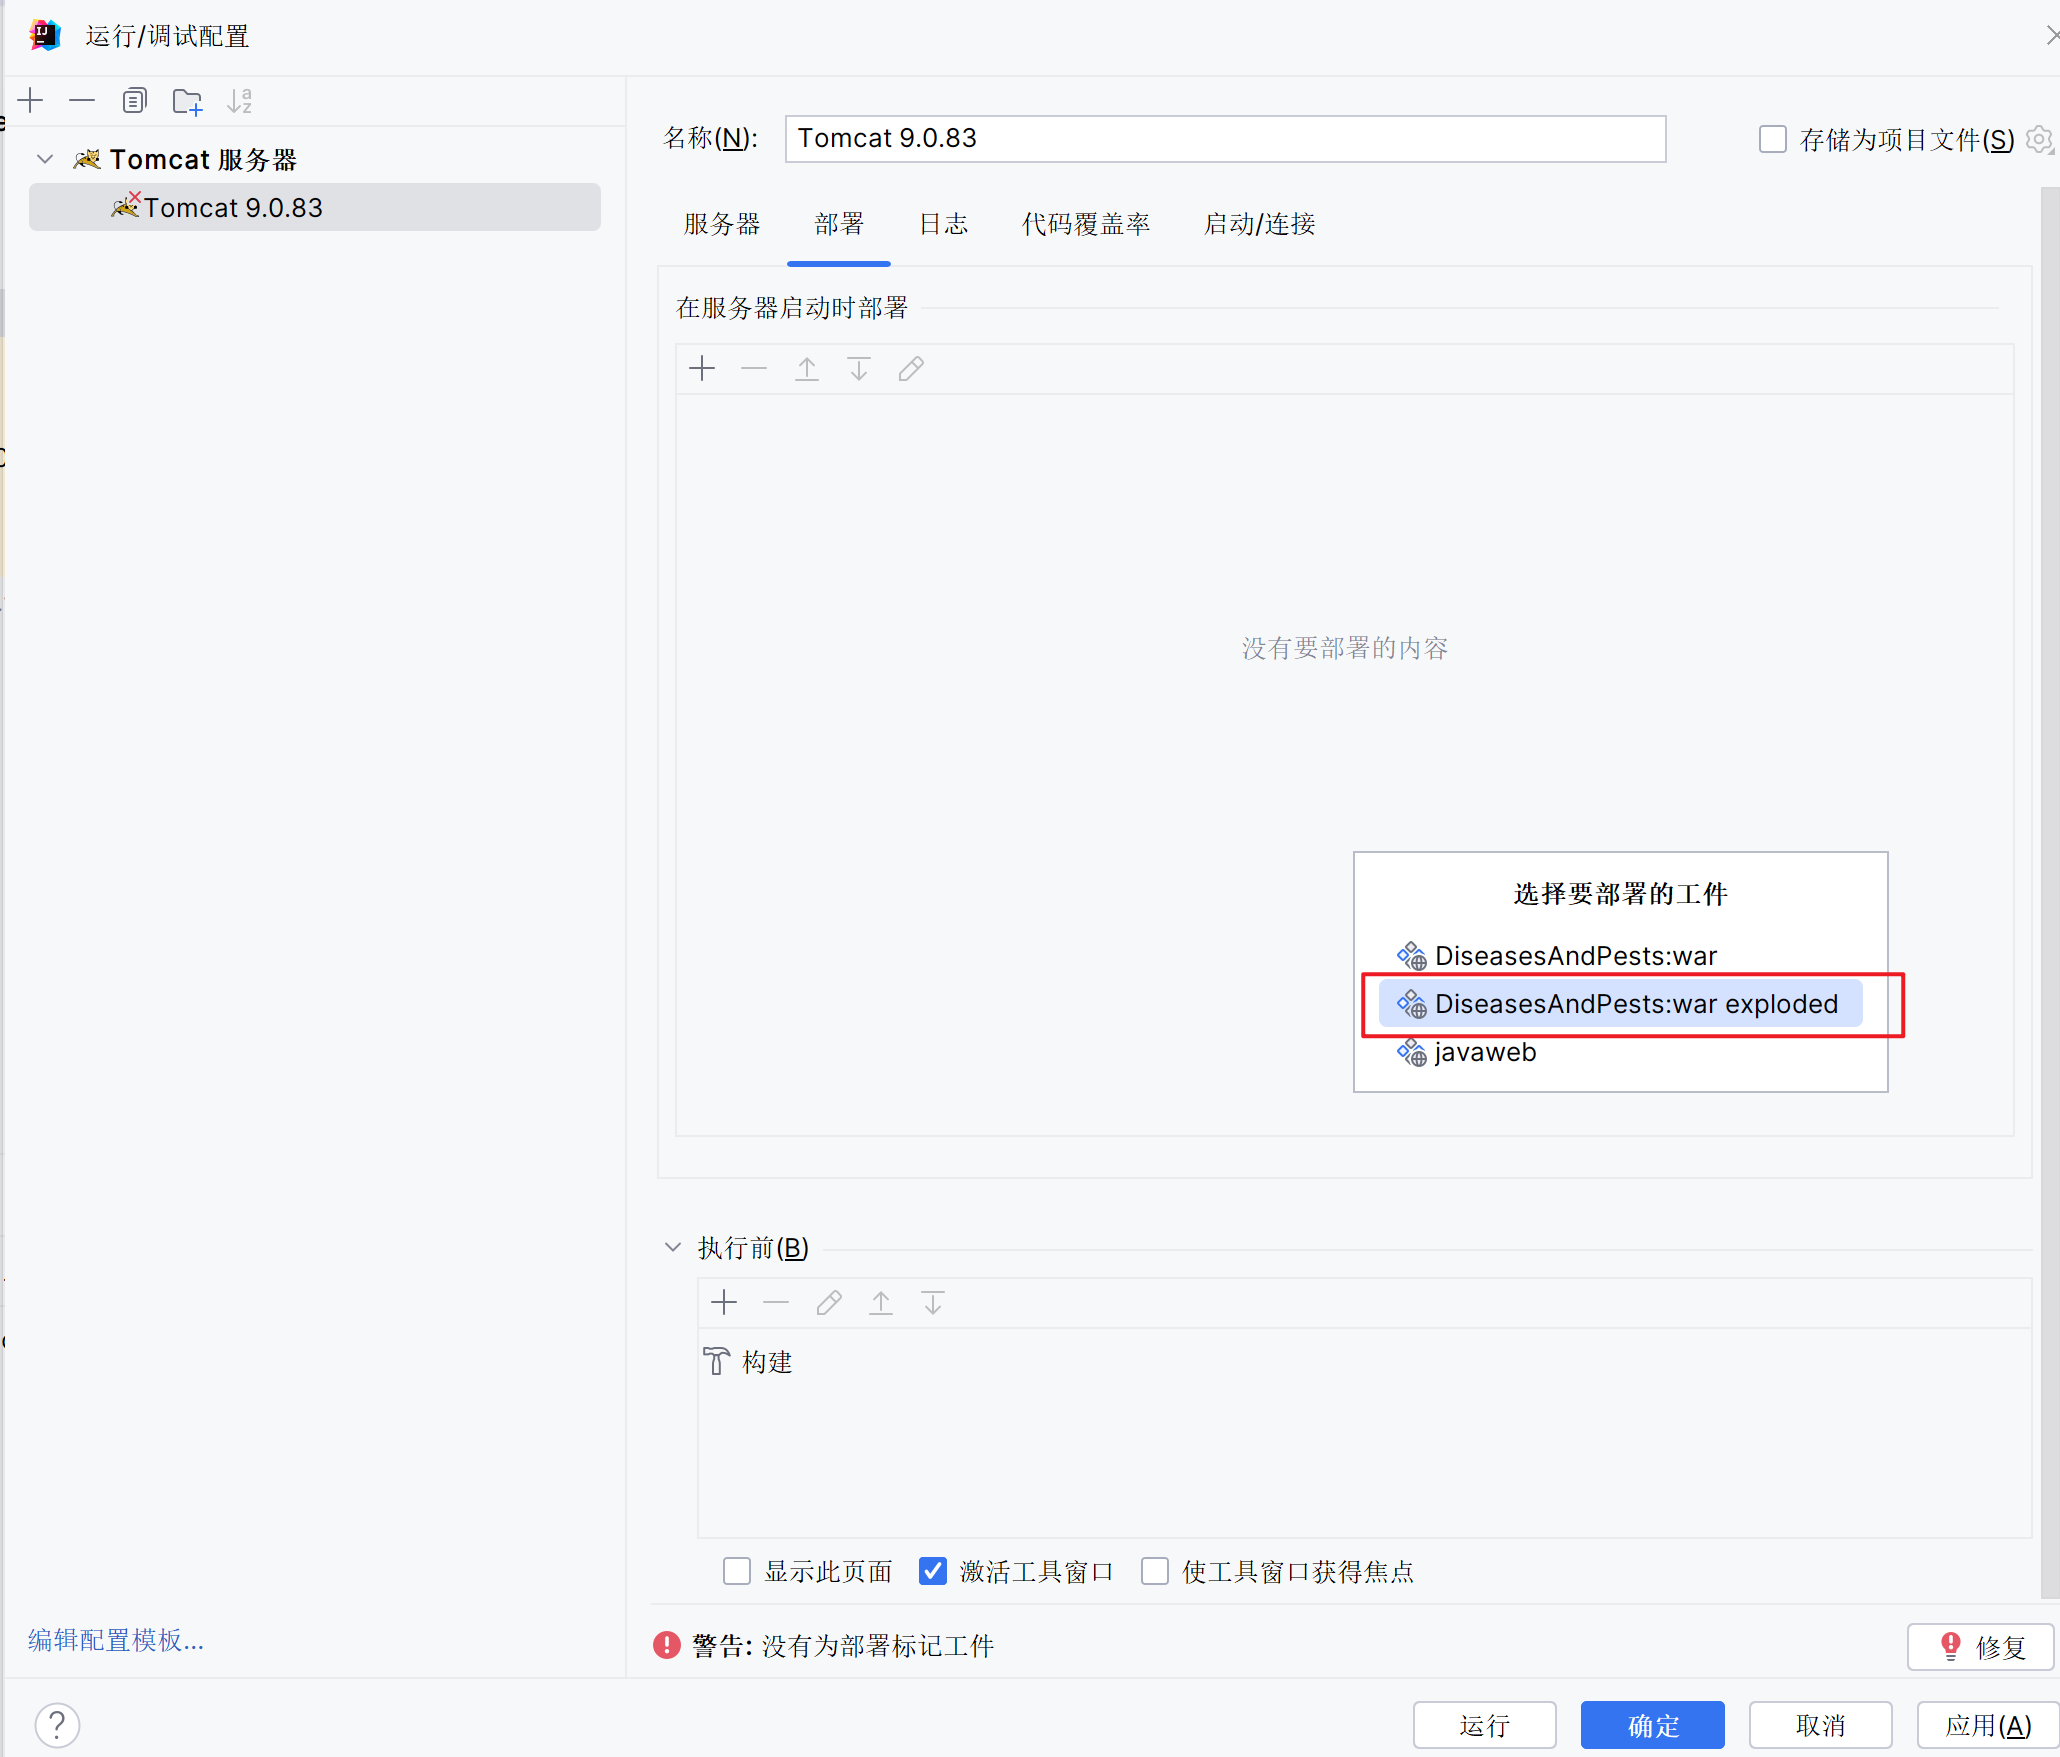 运行/调试配置
Tomcat 服务器
Tomcat 9.0.83
名称(N):
Tomcat 9.0.83
存储为项目文件(S)
服务器
部署
日志
代码覆盖率
启动/连接
在服务器启动时部署
没有要部署的内容
选择要部署的工件
DiseasesAndPests:war
DiseasesAndPests:war exploded
javaweb
执行前(B)
构建
显示此页面
激活工具窗口
使工具窗口获得焦点
编辑配置模板...
警告: 没有为部署标记工件
修复
?
运行
确定
取消
应用(A)